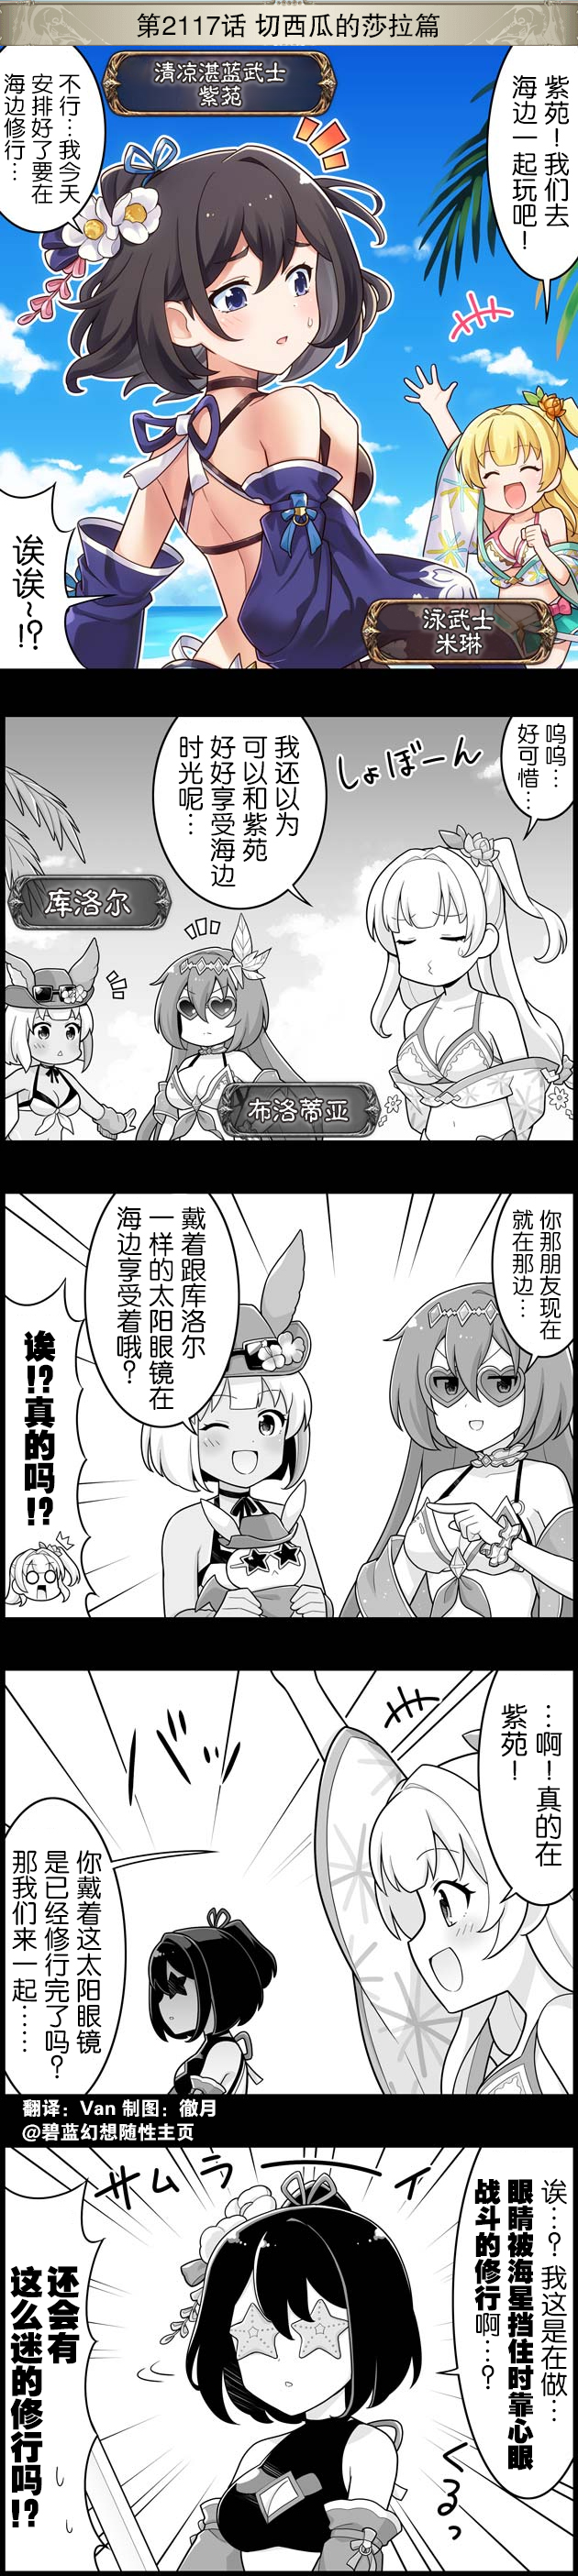 第2117话 切西瓜的莎拉篇
紫苑！我们去
海边一起玩吧！
清凉湛蓝武士
紫苑
不行…我今天
安排好了要在
海边修行…
诶诶~!?
泳武士
米琳
呜呜…
好可惜…
しょぼーん
我还以为
可以和紫苑
好好享受海边
时光呢…
库洛尔
布洛蒂亚
你那朋友现在
就在那边…
戴着跟库洛尔
一样的太阳眼镜在
海边享受着哦？
诶!?真的吗!?
…啊！真的在
紫苑！
バッ
你戴着这太阳眼镜
是已经修行完了吗？
那我们来一起……
翻译：Van 制图：徹月
@碧蓝幻想随性主页
诶…？我这是在做…
眼睛被海星挡住时靠心眼
战斗的修行啊…？
サムラーイ
くるっ
还会有
这么迷的修行吗!?